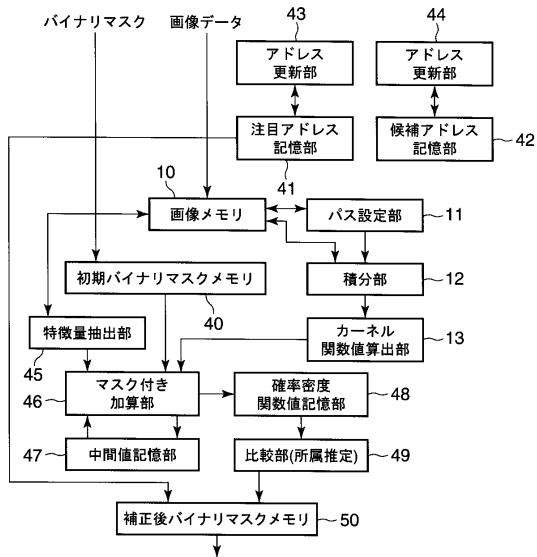 バイナリマスク
画像データ
43
44
アドレス
更新部
アドレス
更新部
注目アドレス
記憶部
41
候補アドレス
記憶部
42
10
画像メモリ
パス設定部
11
初期バイナリマスクメモリ
40
積分部
12
特徴量抽出部
45
カーネル
関数値算出部
13
マスク付き
加算部
46
確率密度
関数値記憶部
48
中間値記憶部
47
比較部(所属推定)
49
補正後バイナリマスクメモリ
50